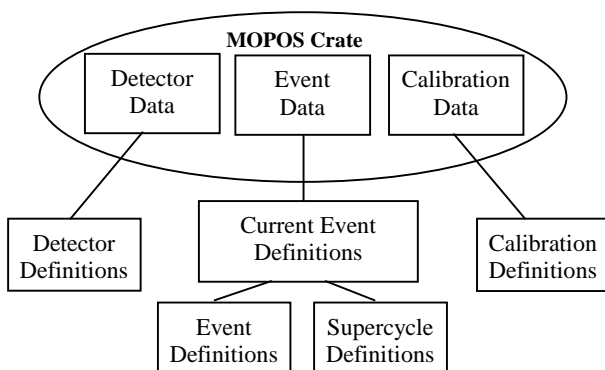 MOPOS Crate
Detector
Data
Event
Data
Calibration
Data
Detector
Definitions
Current Event
Definitions
Calibration
Definitions
Event
Definitions
Supercycle
Definitions